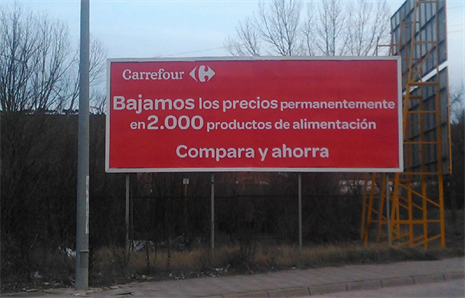 Carrefour
Bajamos los precios permanentemente
en 2.000 productos de alimentación
Compara y ahorra